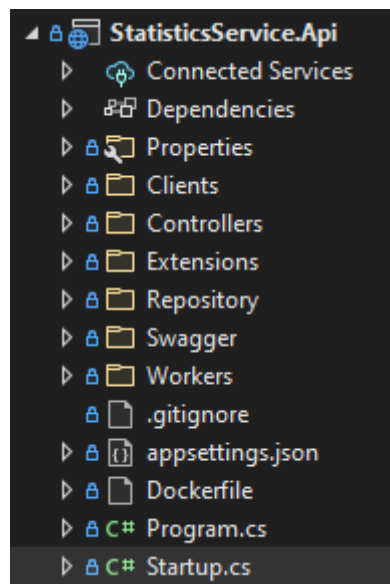 StatisticsService.Api
Connected Services
Dependencies
Properties
Clients
Controllers
Extensions
Repository
Swagger
Workers
.gitignore
appsettings.json
Dockerfile
C# Program.cs
C# Startup.cs